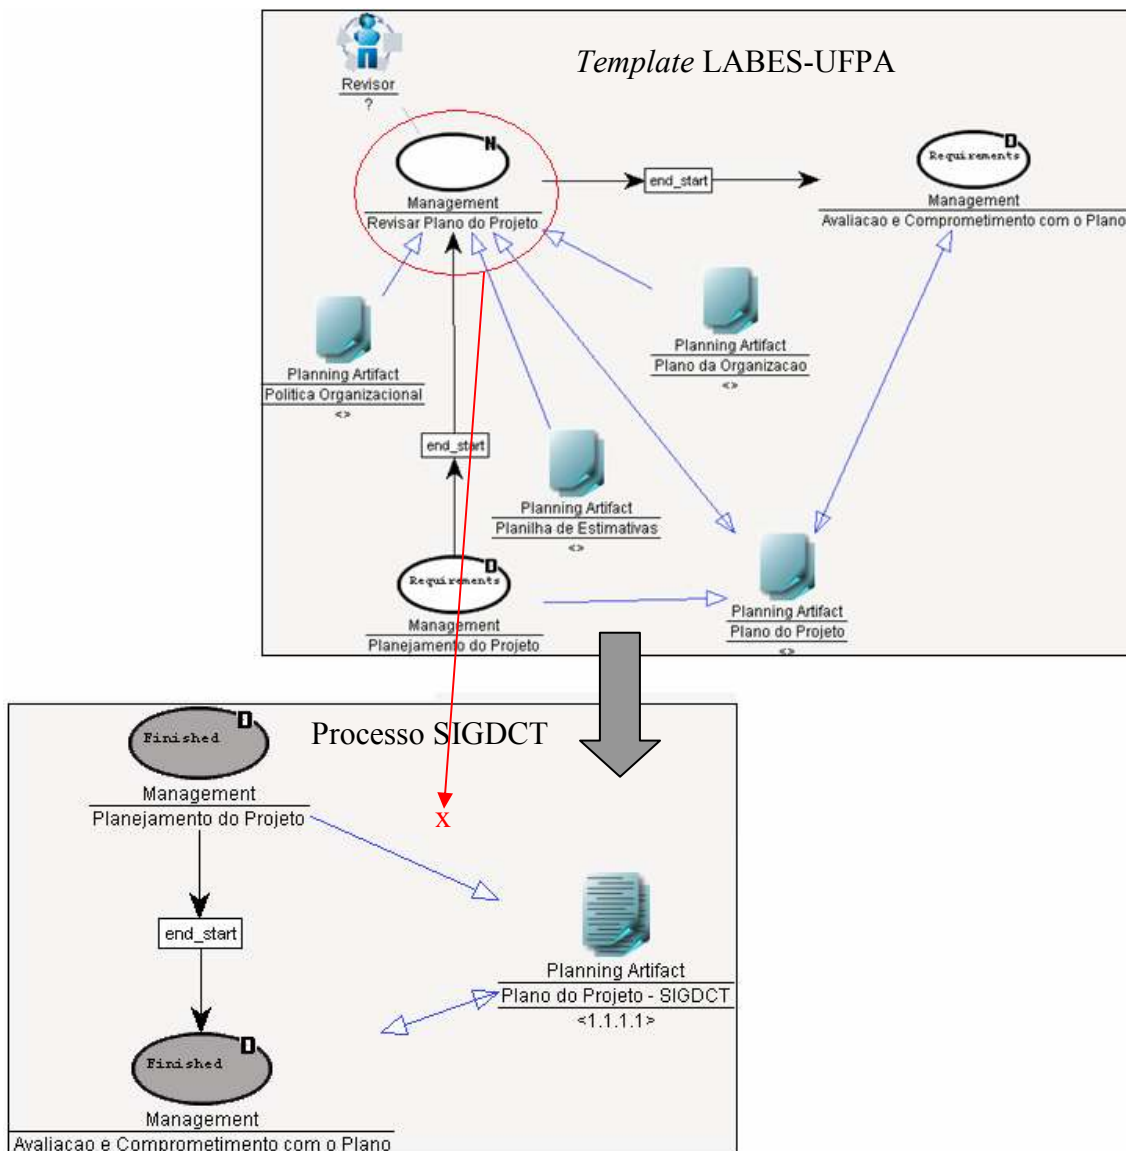 Template LABES-UFPA
Revisor
?
N
Management
Revisar Plano do Projeto
end_start
D
Requirements
Management
Avaliacao e Comprometimento com o Plano
Planning Artifact
Politica Organizacional
<>
Planning Artifact
Plano da Organizacao
<>
end_start
Planning Artifact
Planilha de Estimativas
<>
D
Requirements
Management
Planejamento do Projeto
Planning Artifact
Plano do Projeto
<>
Processo SIGDCT
D
Finished
Management
Planejamento do Projeto
x
end_start
Planning Artifact
Plano do Projeto - SIGDCT
<1.1.1.1>
D
Finished
Management
Avaliacao e Comprometimento com o Plano